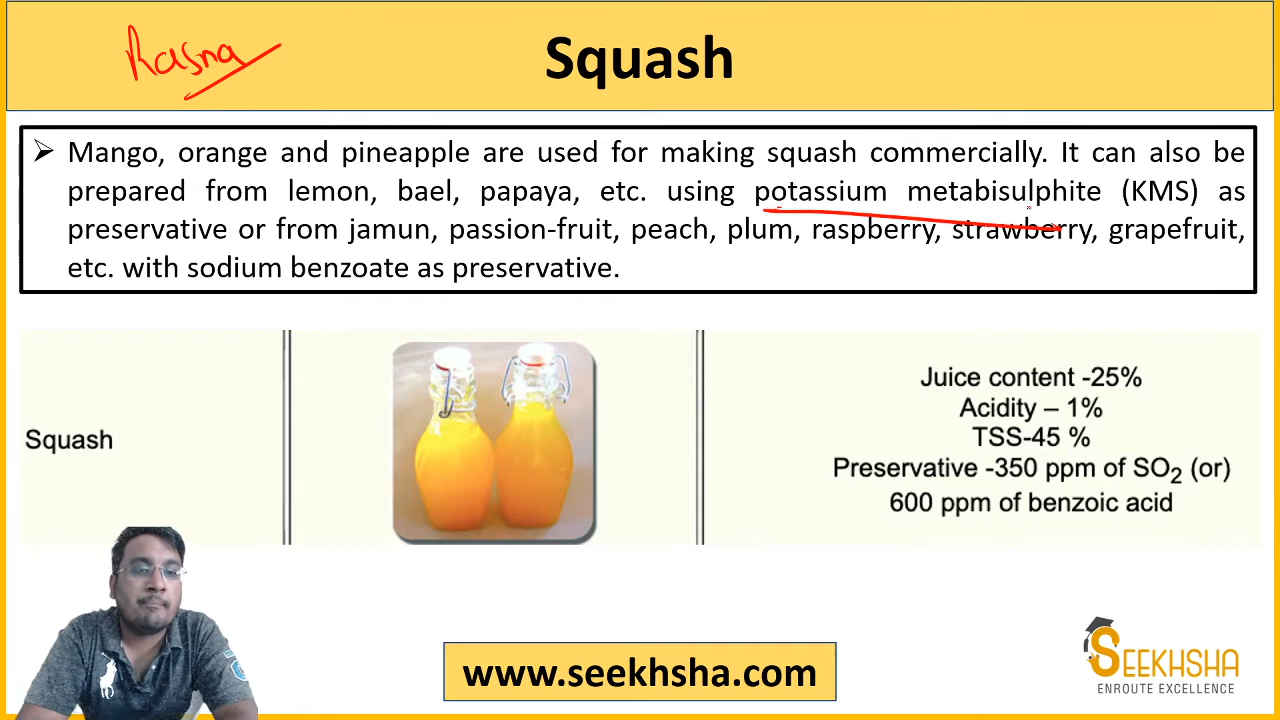 Rasna
Squash
➤ Mango, orange and pineapple are used for making squash commercially. It can also be
prepared from lemon, bael, papaya, etc. using potassium metabisulphite (KMS) as
preservative or from jamun, passion-fruit, peach, plum, raspberry, strawberry, grapefruit,
etc. with sodium benzoate as preservative.
Squash
Juice content -25%
Acidity – 1%
TSS-45 %
Preservative -350 ppm of SO2 (or)
600 ppm of benzoic acid
www.seekhsha.com
SEEKHSHA
ENROUTE EXCELLENCE